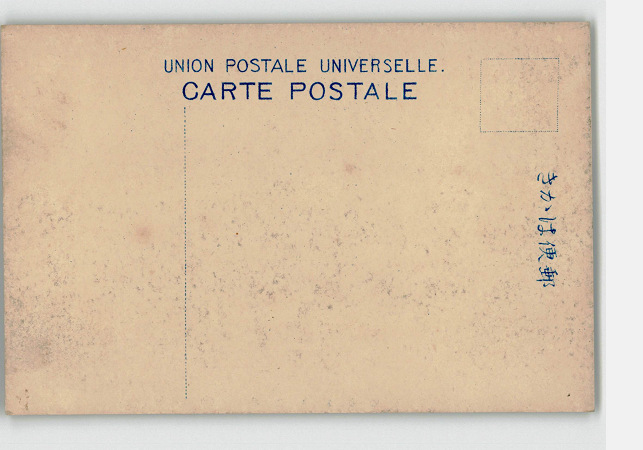 UNION POSTALE UNIVERSELLE.
CARTE POSTALE
郵便はかき